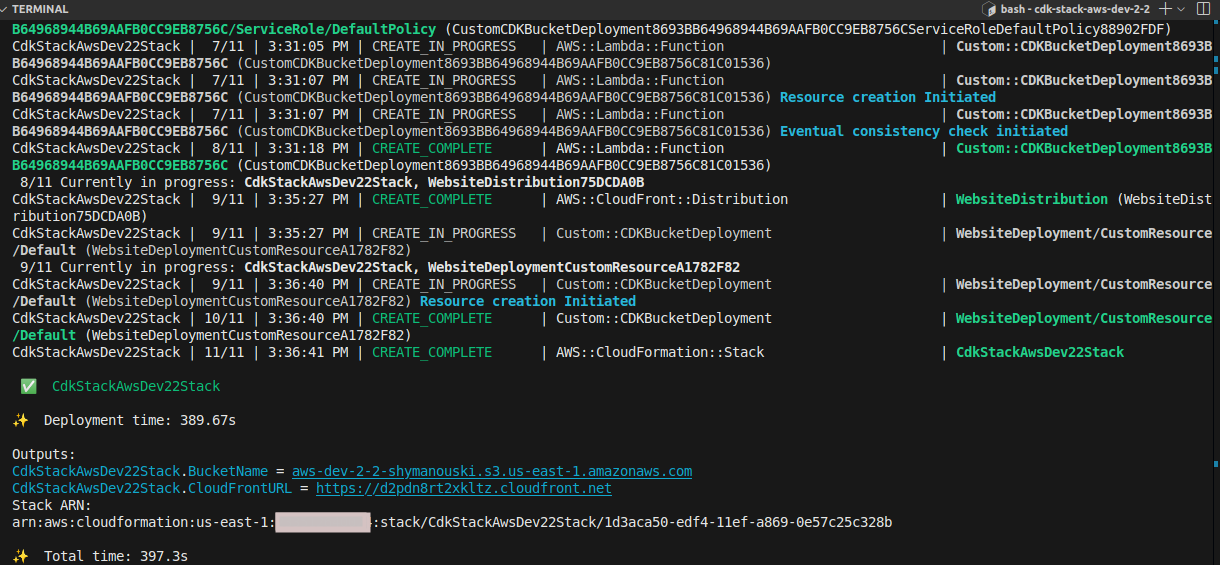 TERMINAL
bash - cdk-stack-aws-dev-2-2
B64968944B69AAFB0CC9EB8756C/ServiceRole/DefaultPolicy (CustomCDKBucketDeployment8693BB64968944B69AAFB0CC9EB8756CServiceRoleDefaultPolicy88902FDF)
CdkStackAwsDev22Stack |  7/11 | 3:31:05 PM | CREATE_IN_PROGRESS   | AWS::Lambda::Function                           | Custom::CDKBucketDeployment8693B
B64968944B69AAFB0CC9EB8756C (CustomCDKBucketDeployment8693BB64968944B69AAFB0CC9EB8756C81C01536)
CdkStackAwsDev22Stack |  7/11 | 3:31:07 PM | CREATE_IN_PROGRESS   | AWS::Lambda::Function                           | Custom::CDKBucketDeployment8693B
B64968944B69AAFB0CC9EB8756C (CustomCDKBucketDeployment8693BB64968944B69AAFB0CC9EB8756C81C01536) Resource creation Initiated
CdkStackAwsDev22Stack |  7/11 | 3:31:07 PM | CREATE_IN_PROGRESS   | AWS::Lambda::Function                           | Custom::CDKBucketDeployment8693B
B64968944B69AAFB0CC9EB8756C (CustomCDKBucketDeployment8693BB64968944B69AAFB0CC9EB8756C81C01536) Eventual consistency check initiated
CdkStackAwsDev22Stack |  8/11 | 3:31:18 PM | CREATE_COMPLETE      | AWS::Lambda::Function                           | Custom::CDKBucketDeployment8693B
B64968944B69AAFB0CC9EB8756C (CustomCDKBucketDeployment8693BB64968944B69AAFB0CC9EB8756C81C01536)
8/11 Currently in progress: CdkStackAwsDev22Stack, WebsiteDistribution75DCDA0B
CdkStackAwsDev22Stack |  9/11 | 3:35:27 PM | CREATE_COMPLETE      | AWS::CloudFront::Distribution                   | WebsiteDistribution (WebsiteDist
ribution75DCDA0B)
CdkStackAwsDev22Stack |  9/11 | 3:35:27 PM | CREATE_IN_PROGRESS   | Custom::CDKBucketDeployment                     | WebsiteDeployment/CustomResource
/Default (WebsiteDeploymentCustomResourceA1782F82)
9/11 Currently in progress: CdkStackAwsDev22Stack, WebsiteDeploymentCustomResourceA1782F82
CdkStackAwsDev22Stack |  9/11 | 3:36:40 PM | CREATE_IN_PROGRESS   | Custom::CDKBucketDeployment                     | WebsiteDeployment/CustomResource
/Default (WebsiteDeploymentCustomResourceA1782F82) Resource creation Initiated
CdkStackAwsDev22Stack | 10/11 | 3:36:40 PM | CREATE_COMPLETE      | Custom::CDKBucketDeployment                     | WebsiteDeployment/CustomResource
/Default (WebsiteDeploymentCustomResourceA1782F82)
CdkStackAwsDev22Stack | 11/11 | 3:36:41 PM | CREATE_COMPLETE      | AWS::CloudFormation::Stack                      | CdkStackAwsDev22Stack
✅  CdkStackAwsDev22Stack
✨  Deployment time: 389.67s
Outputs:
CdkStackAwsDev22Stack.BucketName = aws-dev-2-2-shymanouski.s3.us-east-1.amazonaws.com
CdkStackAwsDev22Stack.CloudFrontURL = https://d2pdn8rt2xkltz.cloudfront.net
Stack ARN:
arn:aws:cloudformation:us-east-1: :stack/CdkStackAwsDev22Stack/1d3aca50-edf4-11ef-a869-0e57c25c328b
✨  Total time: 397.3s